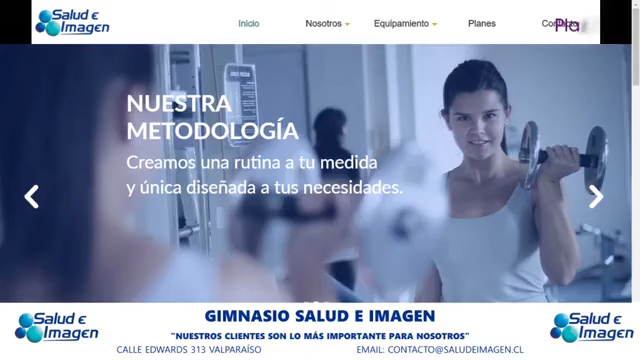 Salud E
Imagen
Inicio
Nosotros
Equipamiento
Planes
NUESTRA
METODOLOGÍA
Creamos una rutina a tu medida
y única diseñada a tus necesidades.
Salud E
Imagen
GIMNASIO SALUD E IMAGEN
"NUESTROS CLIENTES SON LO MÁS IMPORTANTE PARA NOSOTROS"
CALLE EDWARDS 313 VALPARAÍSO
EMAIL: CONTACTO@SALUDEIMAGEN.CL
Salud E
Imagen